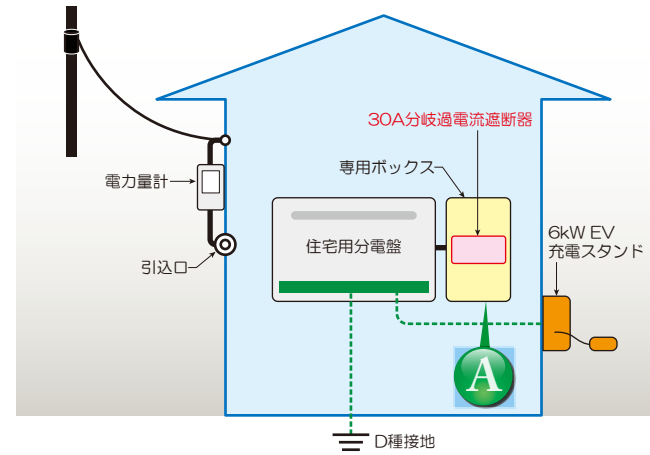 30A分岐過電流遮断器
専用ボックス
電力量計
住宅用分電盤
引込口
6kW EV
充電スタンド
A
D種接地